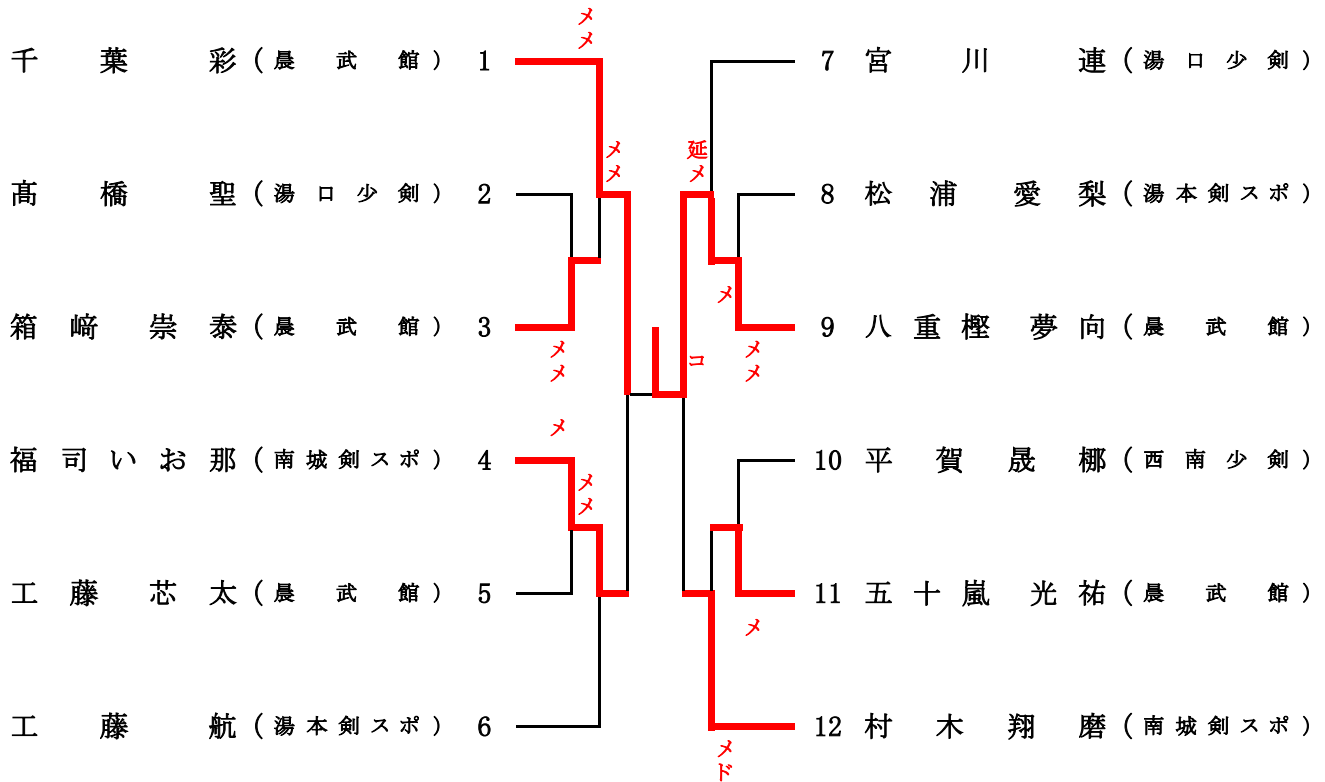 メ
メ
千葉彩(晨武館) 1
7 宮川連(湯口少剣)
メ
メ
延
メ
髙橋聖(湯口少剣) 2
8 松浦愛梨(湯本剣スポ)
メ
箱﨑崇泰(晨武館) 3
9 八重樫夢向(晨武館)
メ
メ
コ
メ
メ
メ
福司いお那(南城剣スポ) 4
10 平賀晟梛(西南少剣)
メ
メ
工藤芯太(晨武館) 5
11 五十嵐光祐(晨武館)
メ
工藤航(湯本剣スポ) 6
12 村木翔磨(南城剣スポ)
メ
ド